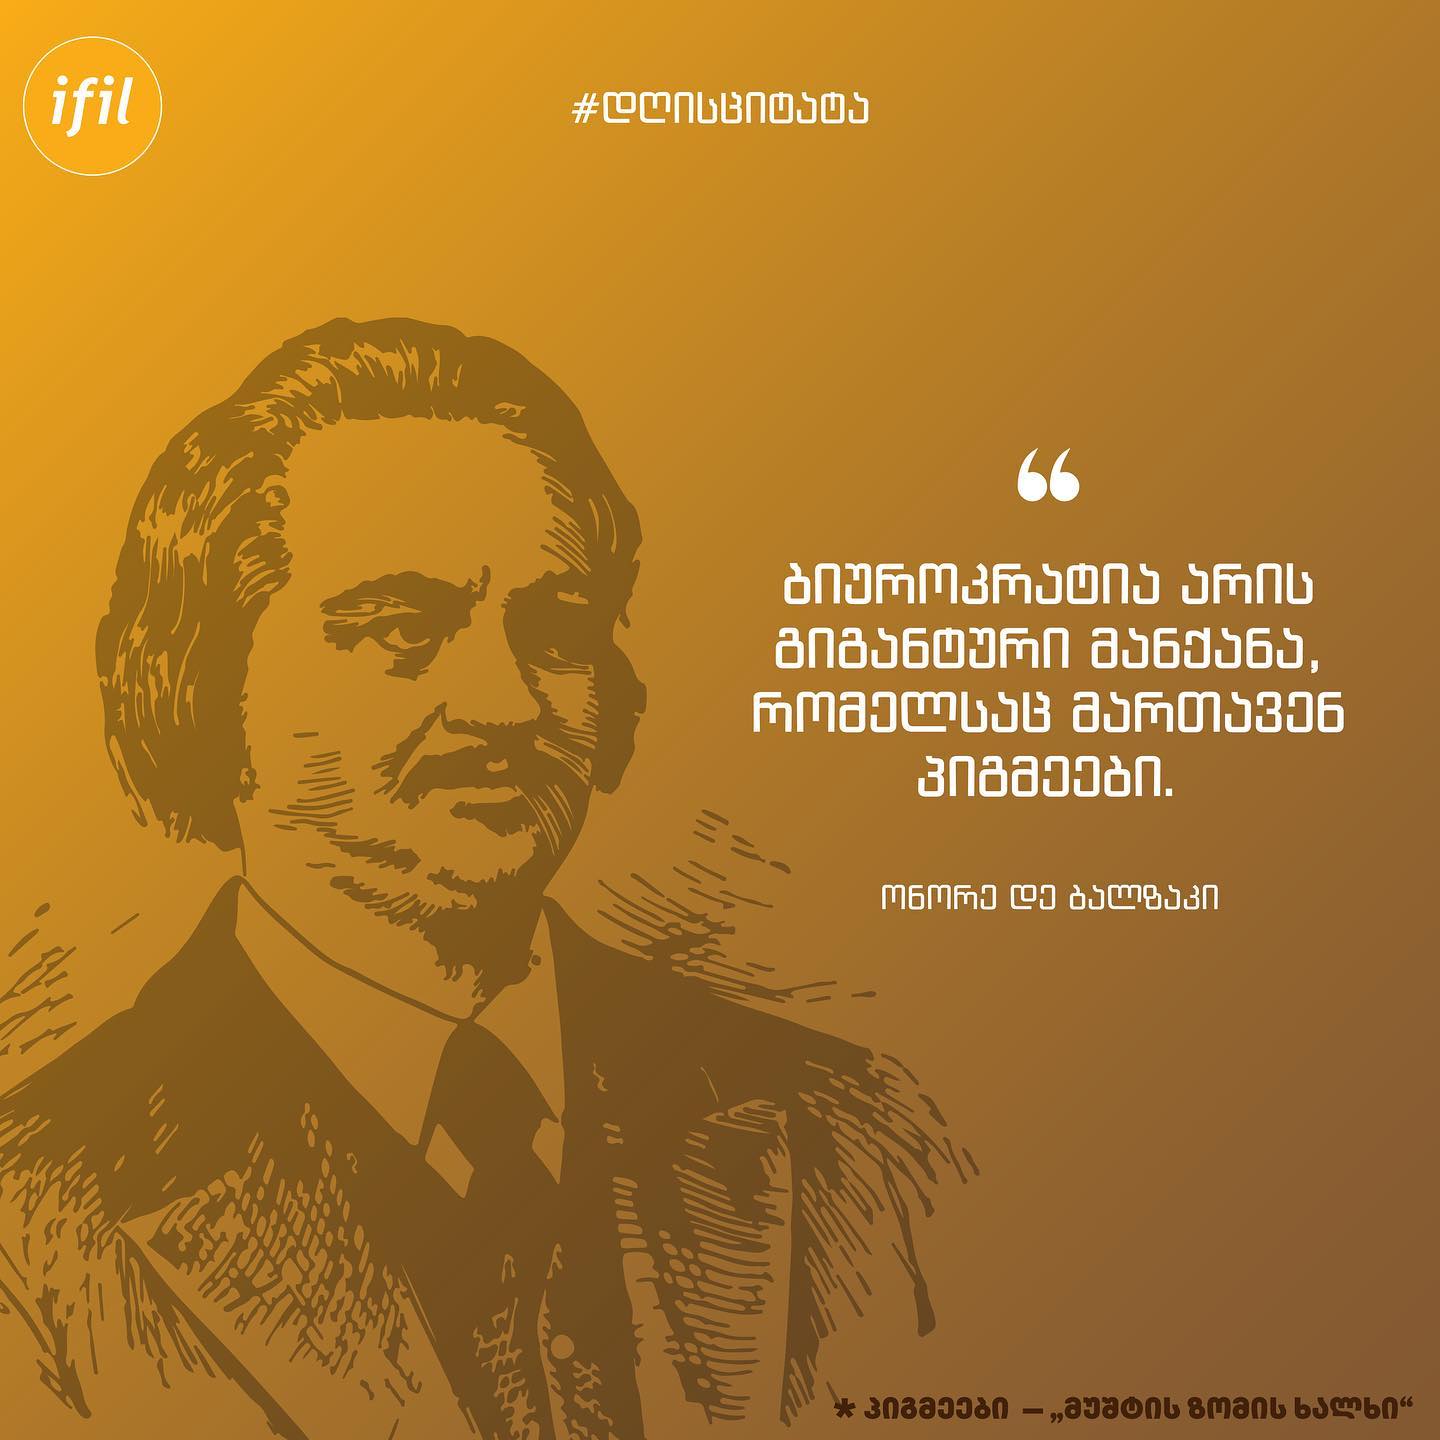 ifil
#დღისციტატა
“
ბიუროკრატია არის
გიგანტური მანქანა,
რომელსაც მართავენ
პიგმეები.
ონორე დე ბალზაკი
* პიგმეები – „მუშტის ზომის ხალხი“